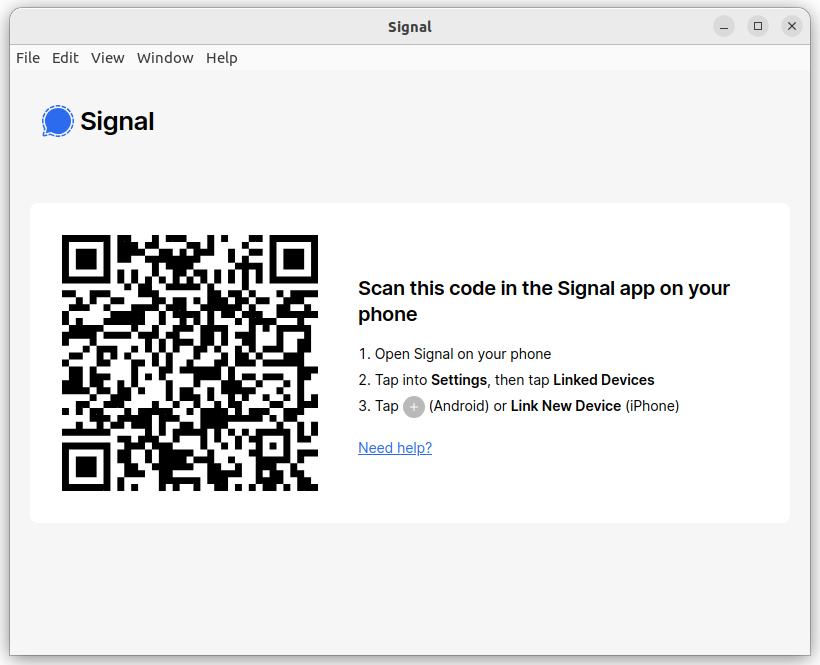 Signal
File Edit View Window Help
Signal
Scan this code in the Signal app on your
phone
1. Open Signal on your phone
2. Tap into Settings, then tap Linked Devices
3. Tap + (Android) or Link New Device (iPhone)
Need help?